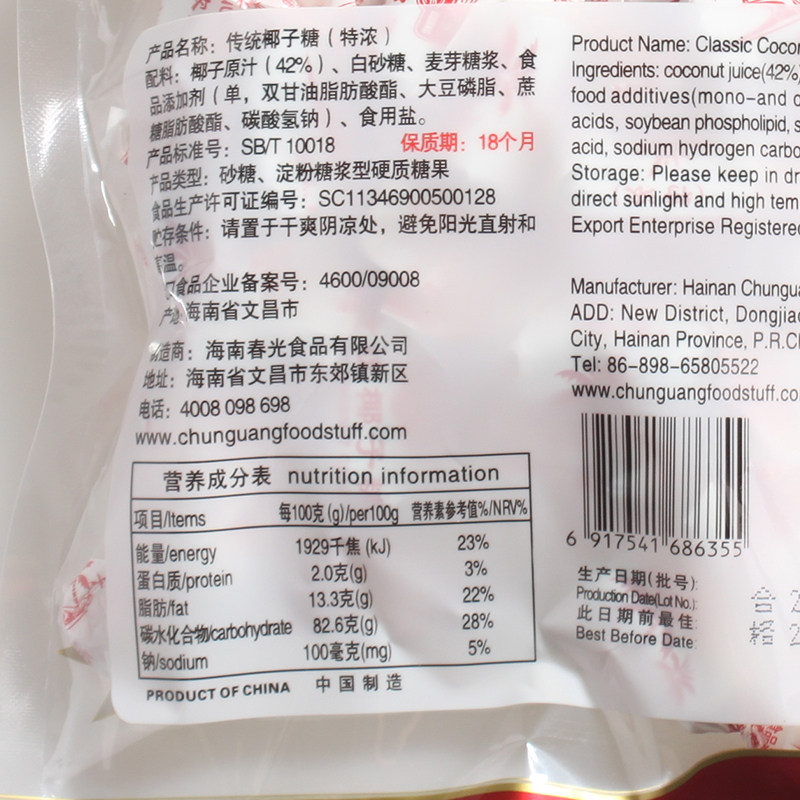 产品名称：传统椰子糖（特浓）
配料：椰子原汁（42%）、白砂糖、麦芽糖浆、食
品添加剂（单，双甘油脂肪酸酯、大豆磷脂、蔗
糖脂肪酸酯、碳酸氢钠）、食用盐。
产品标准号：SB/T 10018 保质期：18个月
产品类型：砂糖、淀粉糖浆型硬质糖果
食品生产许可证编号：SC11346900500128
贮存条件：请置于干爽阴凉处，避免阳光直射和
高温。
食品企业备案号：4600/09008
产地 海南省文昌市
制造商：海南春光食品有限公司
地址：海南省文昌市东郊镇新区
电话：4008 098 698
www.chunguangfoodstuff.com
营养成分表 nutrition information
项目/Items 每100克 (g)/per100g 营养素参考值%/NRV%
能量/energy 1929千焦 (kJ) 23%
蛋白质/protein 2.0克(g) 3%
脂肪/fat 13.3克(g) 22%
碳水化合物/carbohydrate 82.6克(g) 28%
钠/sodium 100毫克(mg) 5%
PRODUCT OF CHINA 中国制造
Product Name: Classic Cocon
Ingredients: coconut juice(42%)
food additives(mono-and d
acids, soybean phospholipid, s
acid, sodium hydrogen carbo
Storage: Please keep in dr
direct sunlight and high tem
Export Enterprise Registered
Manufacturer: Hainan Chungua
ADD: New District, Dongjiao
City, Hainan Province, P.R.Ch
Tel: 86-898-65805522
www.chunguangfoodstuff.co
6 917541 686355
生产日期(批号):
Production Date(Lot No.):
此日期前最佳:
Best Before Date:
合 2
格 2